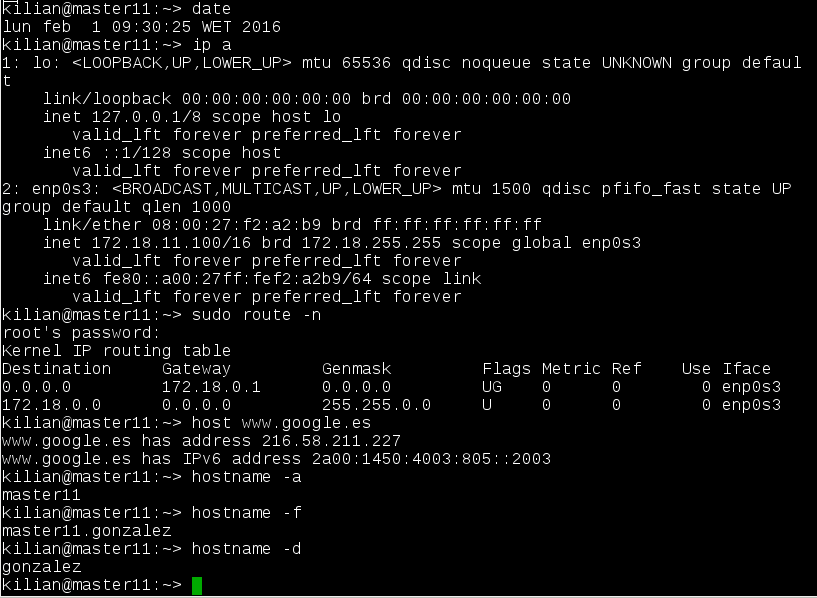 kilian@master11:~> date
lun feb  1 09:30:25 WET 2016
kilian@master11:~> ip a
1: lo: <LOOPBACK,UP,LOWER_UP> mtu 65536 qdisc noqueue state UNKNOWN group defaul
t
    link/loopback 00:00:00:00:00:00 brd 00:00:00:00:00:00
    inet 127.0.0.1/8 scope host lo
       valid_lft forever preferred_lft forever
    inet6 ::1/128 scope host
       valid_lft forever preferred_lft forever
2: enp0s3: <BROADCAST,MULTICAST,UP,LOWER_UP> mtu 1500 qdisc pfifo_fast state UP
group default qlen 1000
    link/ether 08:00:27:f2:a2:b9 brd ff:ff:ff:ff:ff:ff
    inet 172.18.11.100/16 brd 172.18.255.255 scope global enp0s3
       valid_lft forever preferred_lft forever
    inet6 fe80::a00:27ff:fef2:a2b9/64 scope link
       valid_lft forever preferred_lft forever
kilian@master11:~> sudo route -n
root's password:
Kernel IP routing table
Destination     Gateway         Genmask         Flags Metric Ref    Use Iface
0.0.0.0         172.18.0.1      0.0.0.0         UG    0      0        0 enp0s3
172.18.0.0      0.0.0.0         255.255.0.0     U     0      0        0 enp0s3
kilian@master11:~> host www.google.es
www.google.es has address 216.58.211.227
www.google.es has IPv6 address 2a00:1450:4003:805::2003
kilian@master11:~> hostname -a
master11
kilian@master11:~> hostname -f
master11.gonzalez
kilian@master11:~> hostname -d
gonzalez
kilian@master11:~>